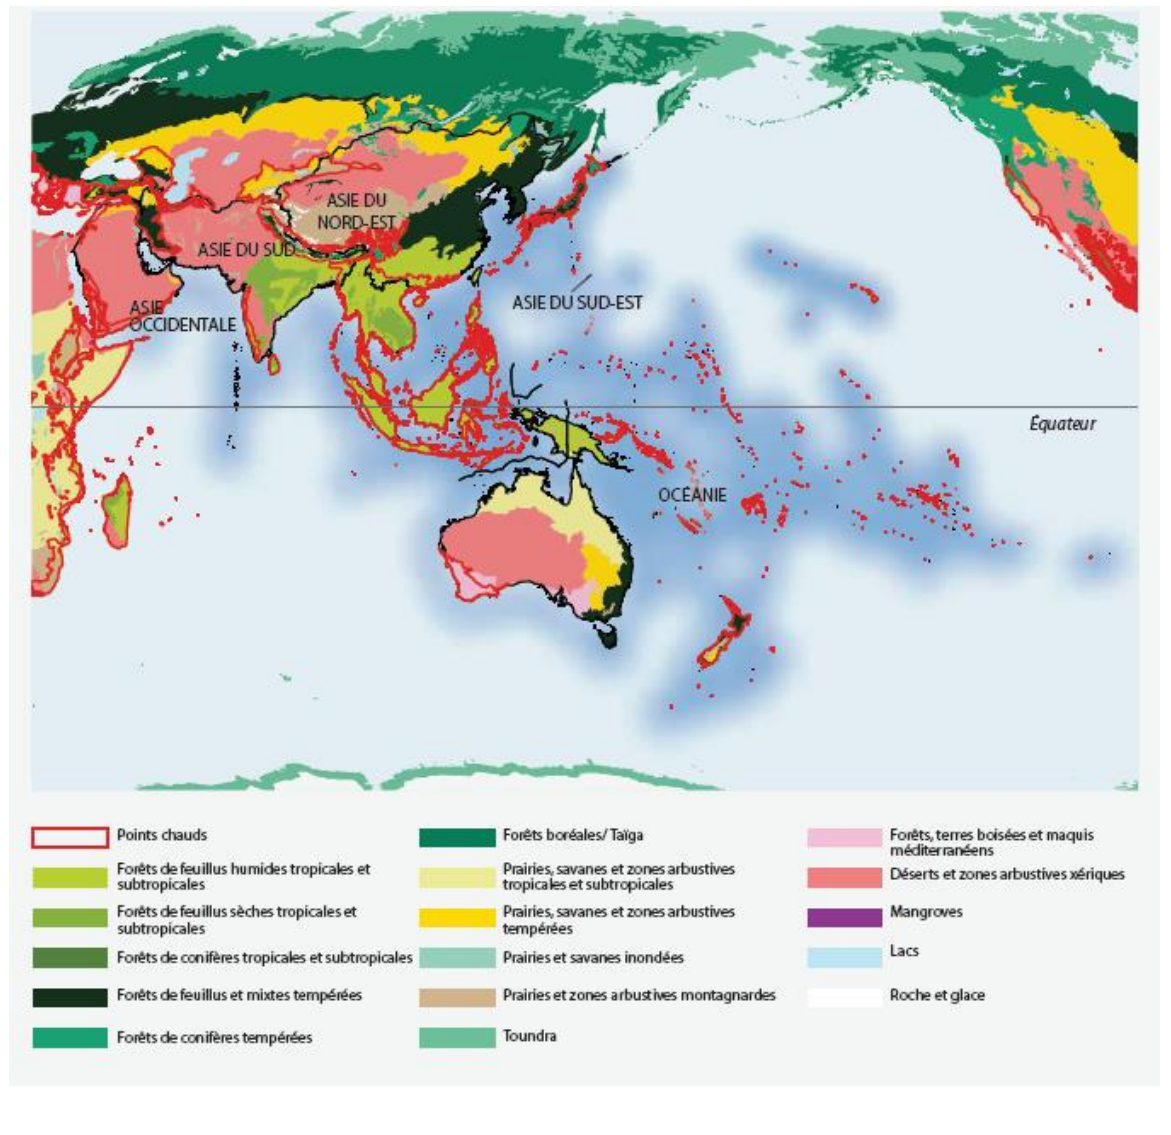 ASIE DU
NORD-EST
ASIE DU SUD
ASIE DU SUD-EST
ASIE
OCCIDENTALE
Équateur
OCÉANIE
Points chauds
Forêts de feuillus humides tropicales et
subtropicales
Forêts de feuillus sèches tropicales et
subtropicales
Forêts de conifères tropicales et subtropicales
Forêts de feuillus et mixtes tempérées
Forêts de conifères tempérées
Forêts boréales/ Taïga
Prairies, savanes et zones arbustives
tropicales et subtropicales
Prairies, savanes et zones arbustives
tempérées
Prairies et savanes inondées
Prairies et zones arbustives montagnardes
Toundra
Forêts, terres boisées et maquis
méditerranéens
Déserts et zones arbustives xériques
Mangroves
Lacs
Roche et glace